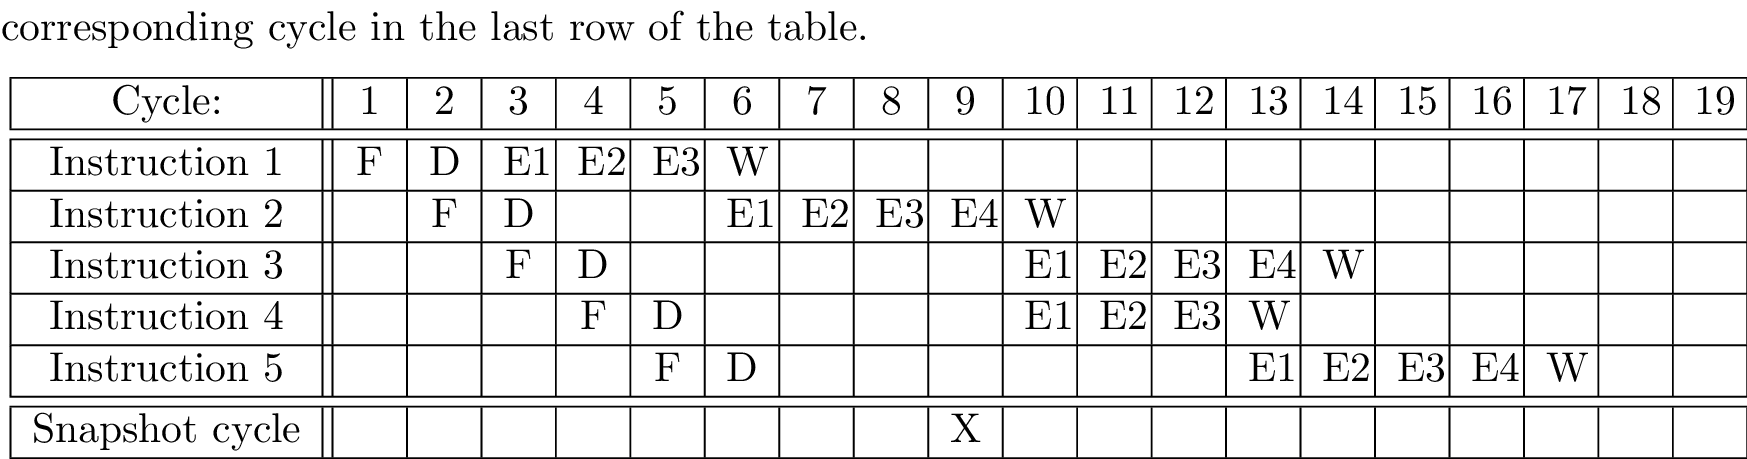 corresponding cycle in the last row of the table.
Cycle: 1 2 3 4 5 6 7 8 9 10 11 12 13 14 15 16 17 18 19
Instruction 1 F D E1 E2 E3 W
Instruction 2 F D E1 E2 E3 E4 W
Instruction 3 F D E1 E2 E3 E4 W
Instruction 4 F D E1 E2 E3 W
Instruction 5 F D E1 E2 E3 E4 W
Snapshot cycle X